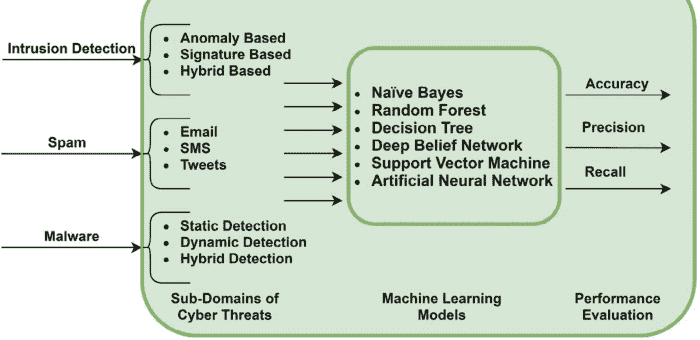 Intrusion Detection
• Anomaly Based
• Signature Based
• Hybrid Based
Spam
• Email
• SMS
• Tweets
Malware
• Static Detection
• Dynamic Detection
• Hybrid Detection
Sub-Domains of
Cyber Threats
• Naïve Bayes
• Random Forest
• Decision Tree
• Deep Belief Network
• Support Vector Machine
• Artificial Neural Network
Machine Learning
Models
Accuracy
Precision
Recall
Performance
Evaluation